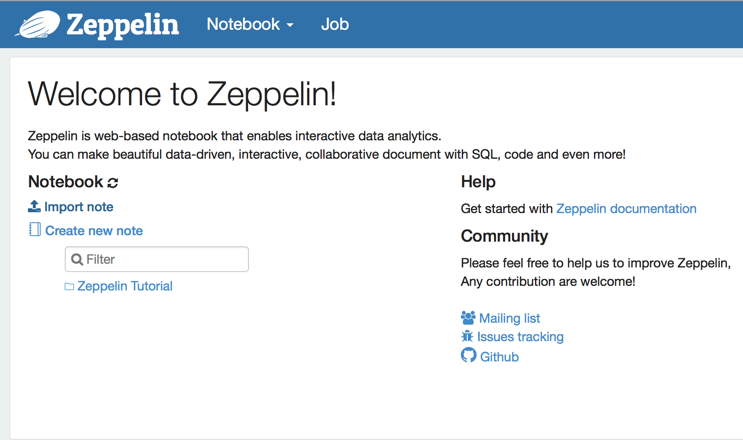 Zeppelin Notebook Job
Welcome to Zeppelin!
Zeppelin is web-based notebook that enables interactive data analytics.
You can make beautiful data-driven, interactive, collaborative document with SQL, code and even more!
Notebook
Import note
Create new note
Filter
Zeppelin Tutorial
Help
Get started with Zeppelin documentation
Community
Please feel free to help us to improve Zeppelin,
Any contribution are welcome!
Mailing list
Issues tracking
Github